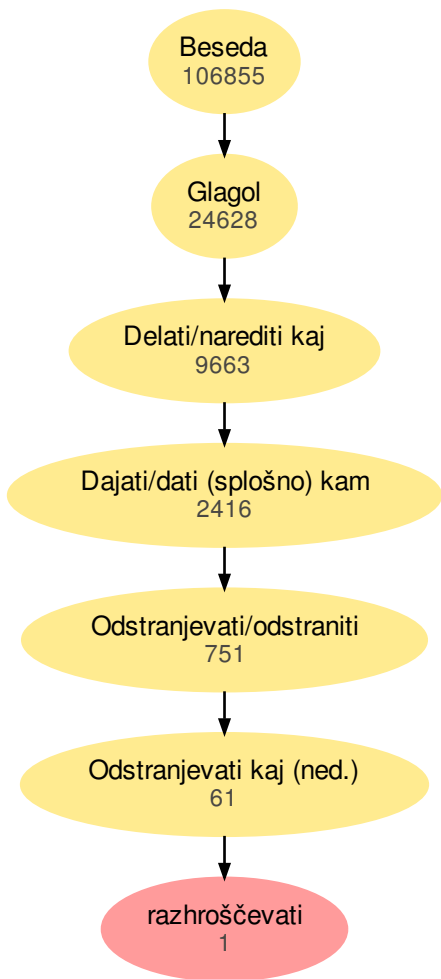 Beseda
106855
Glagol
24628
Delati/narediti kaj
9663
Dajati/dati (splošno) kam
2416
Odstranjevati/odstraniti
751
Odstranjevati kaj (ned.)
61
razhroščevati
1